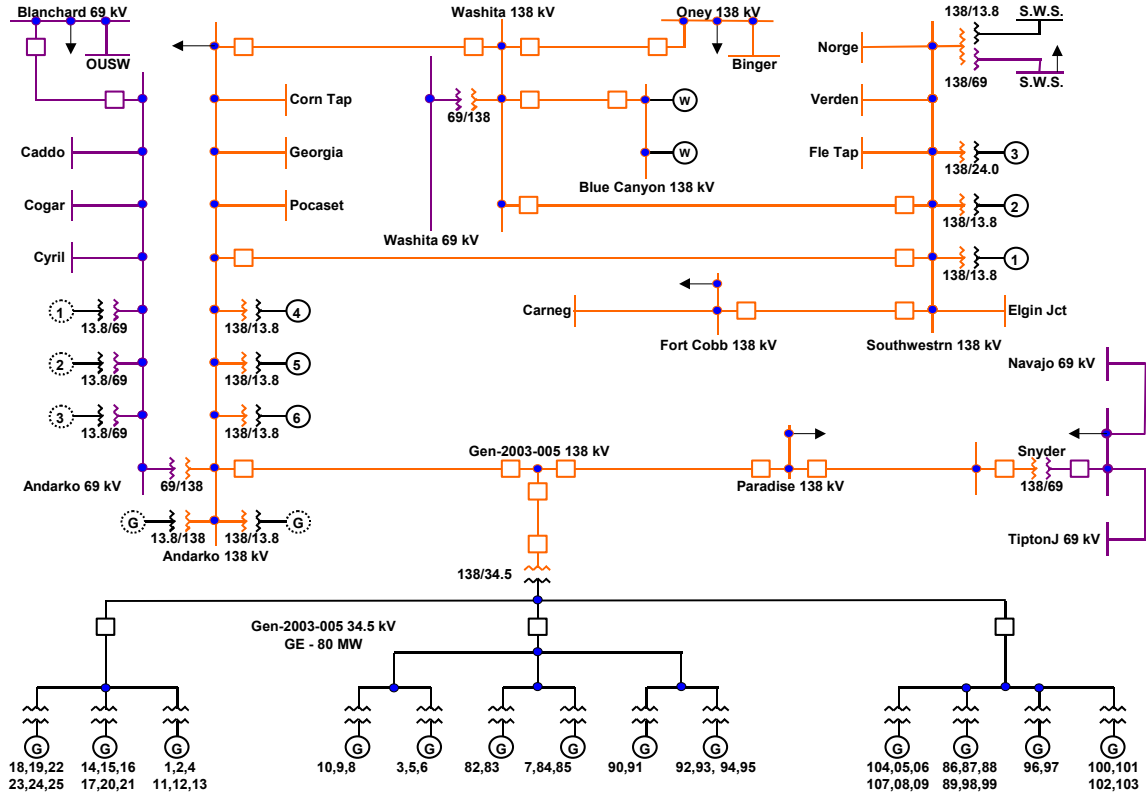 Blanchard 69 kV
OUSW
Washita 138 kV
Oney 138 kV
Binger
138/13.8
S.W.S.
Norge
138/69
S.W.S.
Corn Tap
69/138
W
Verden
Caddo
Georgia
W
Fle Tap
3
138/24.0
Blue Canyon 138 kV
Cogar
Pocaset
2
138/13.8
Washita 69 kV
Cyril
1
138/13.8
1
13.8/69
4
138/13.8
Carneg
Elgin Jct
Fort Cobb 138 kV
Southwestrn 138 kV
2
13.8/69
5
138/13.8
Navajo 69 kV
3
13.8/69
6
138/13.8
Gen-2003-005 138 kV
Snyder
Andarko 69 kV
69/138
Paradise 138 kV
138/69
G
13.8/138
138/13.8
G
Andarko 138 kV
TiptonJ 69 kV
138/34.5
Gen-2003-005 34.5 kV
GE - 80 MW
G
G
G
G
G
G
G
G
G
G
G
G
G
18,19,22
23,24,25
14,15,16
17,20,21
1,2,4
11,12,13
10,9,8
3,5,6
82,83
7,84,85
90,91
92,93, 94,95
104,05,06
107,08,09
86,87,88
89,98,99
96,97
100,101
102,103